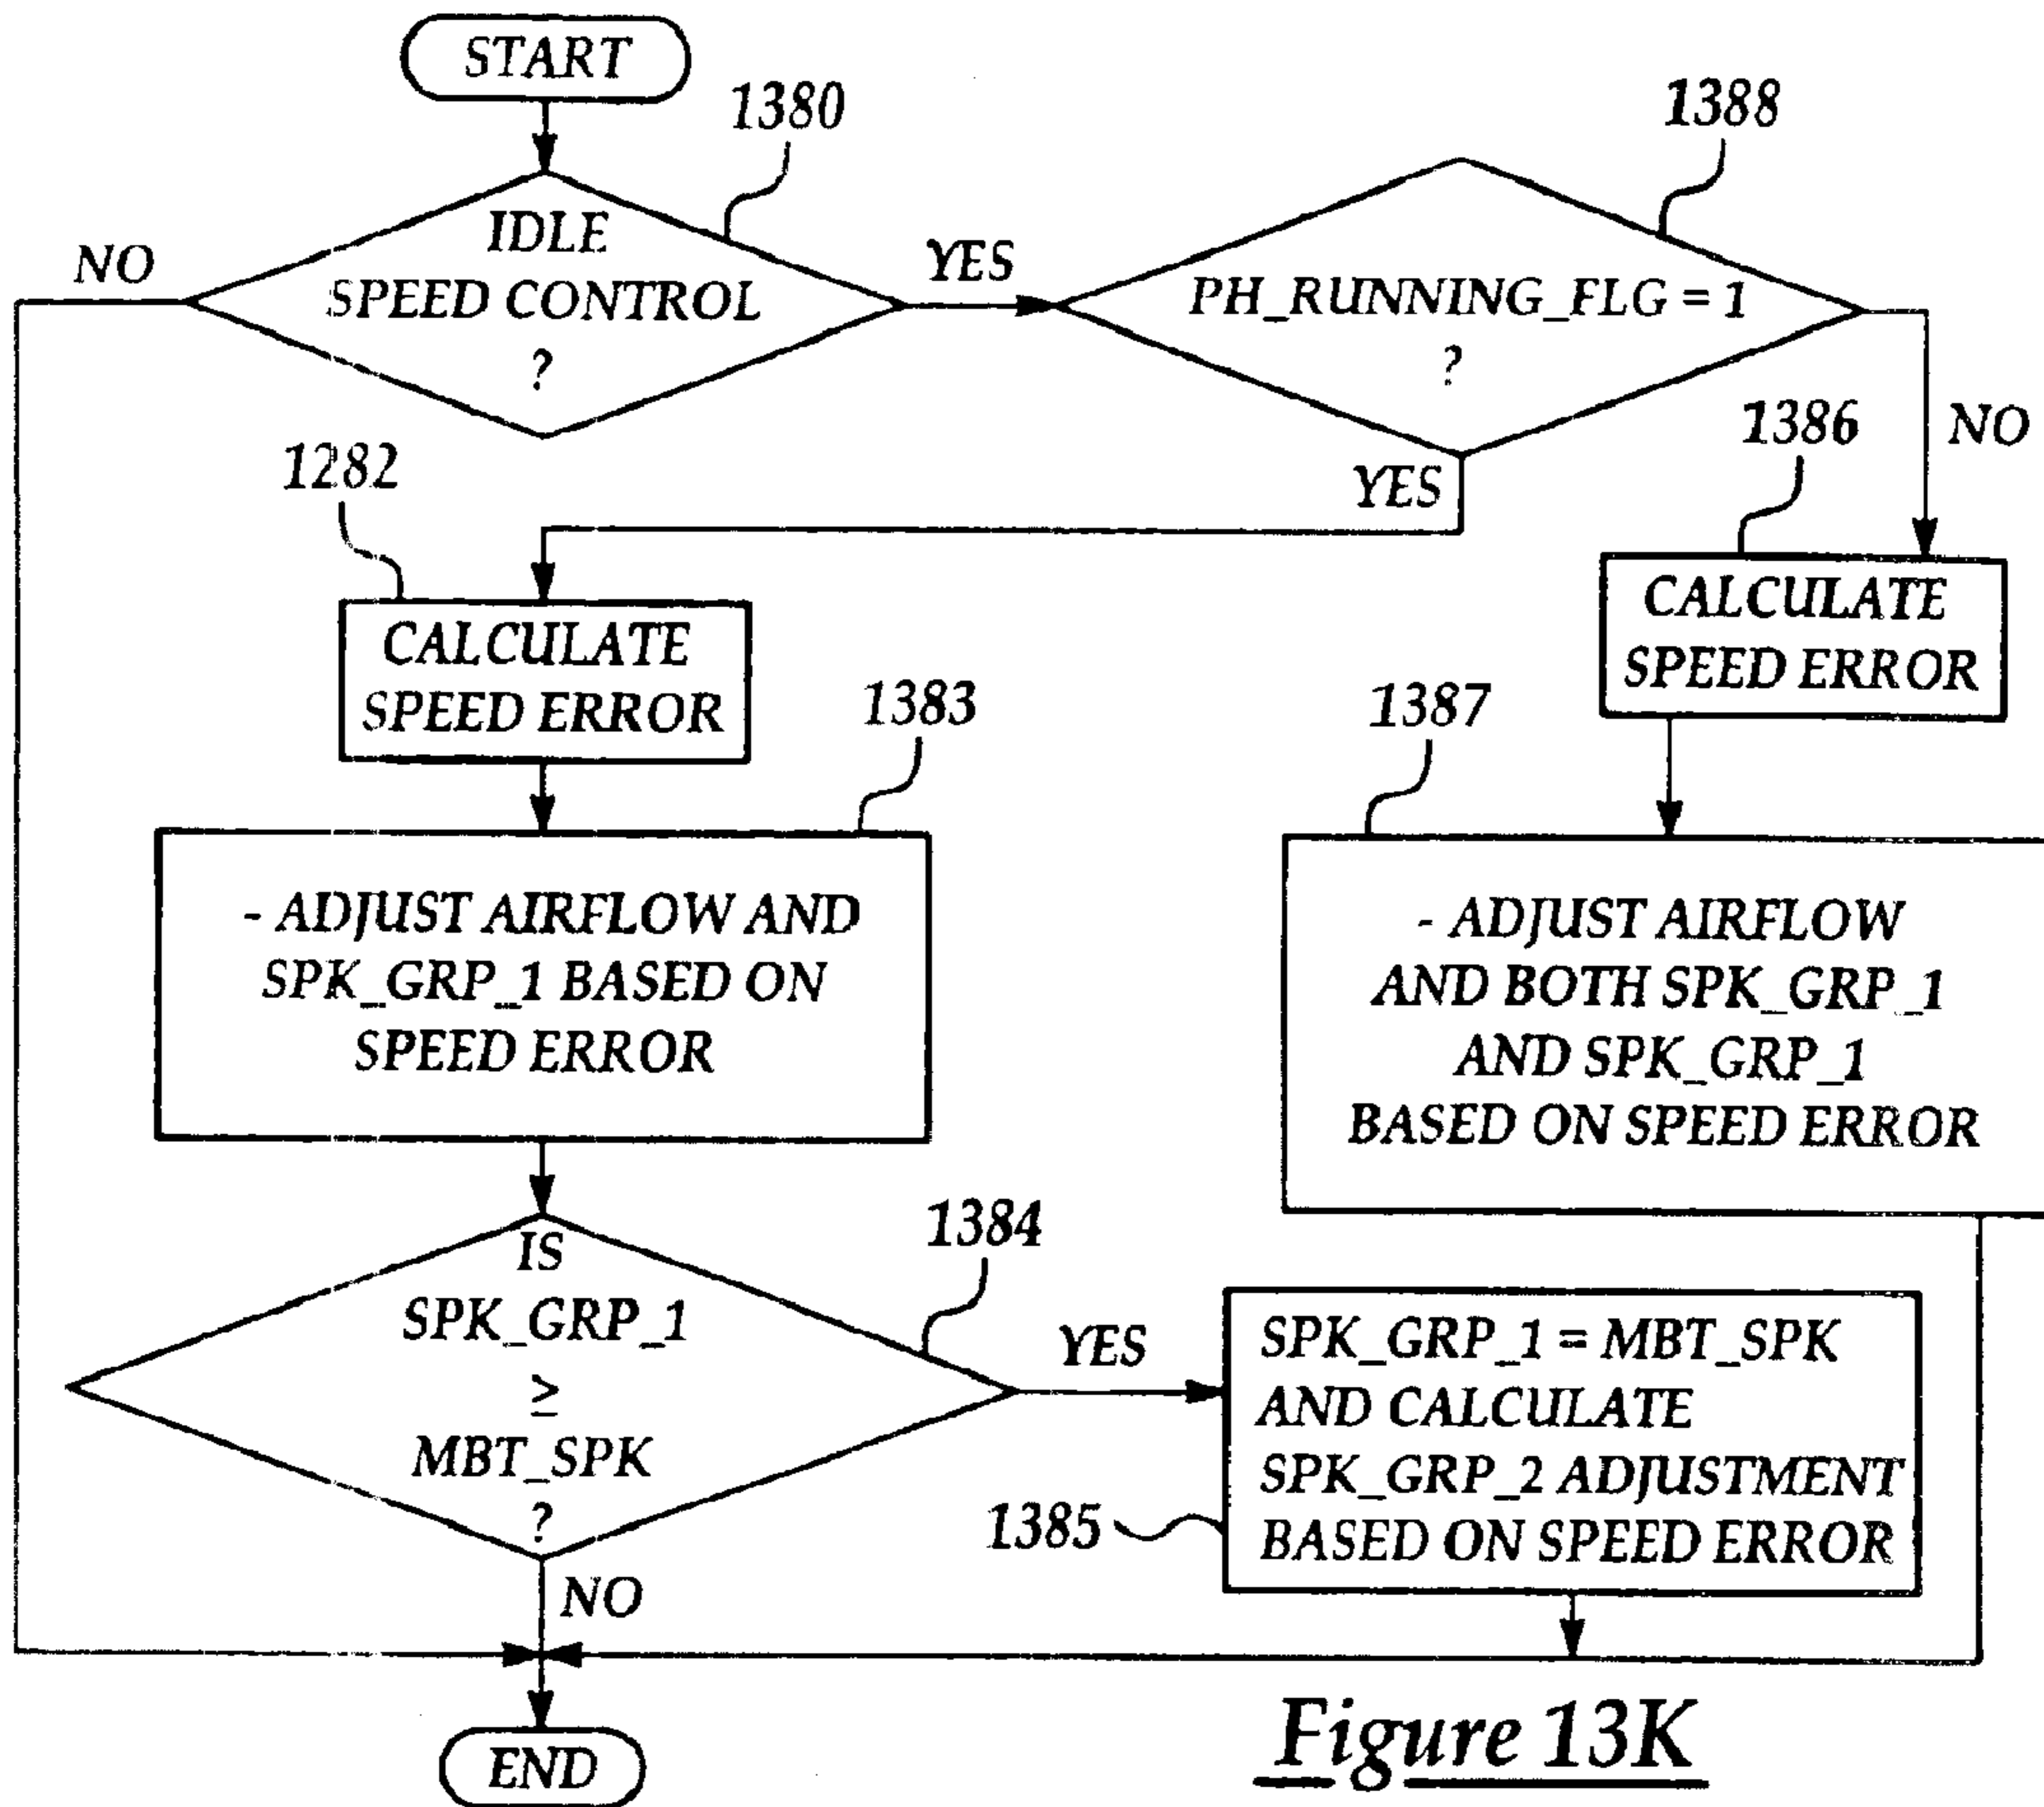 START
1380
1388
IDLE
SPEED CONTROL
?
NO
YES
PH_RUNNING_FLG = 1
?
YES
NO
1282
1386
CALCULATE
SPEED ERROR
CALCULATE
SPEED ERROR
1383
1387
- ADJUST AIRFLOW AND
SPK_GRP_1 BASED ON
SPEED ERROR
- ADJUST AIRFLOW
AND BOTH SPK_GRP_1
AND SPK_GRP_1
BASED ON SPEED ERROR
1384
IS
SPK_GRP_1
≥
MBT_SPK
?
YES
NO
SPK_GRP_1 = MBT_SPK
AND CALCULATE
SPK_GRP_2 ADJUSTMENT
BASED ON SPEED ERROR
1385
END
Figure 13K